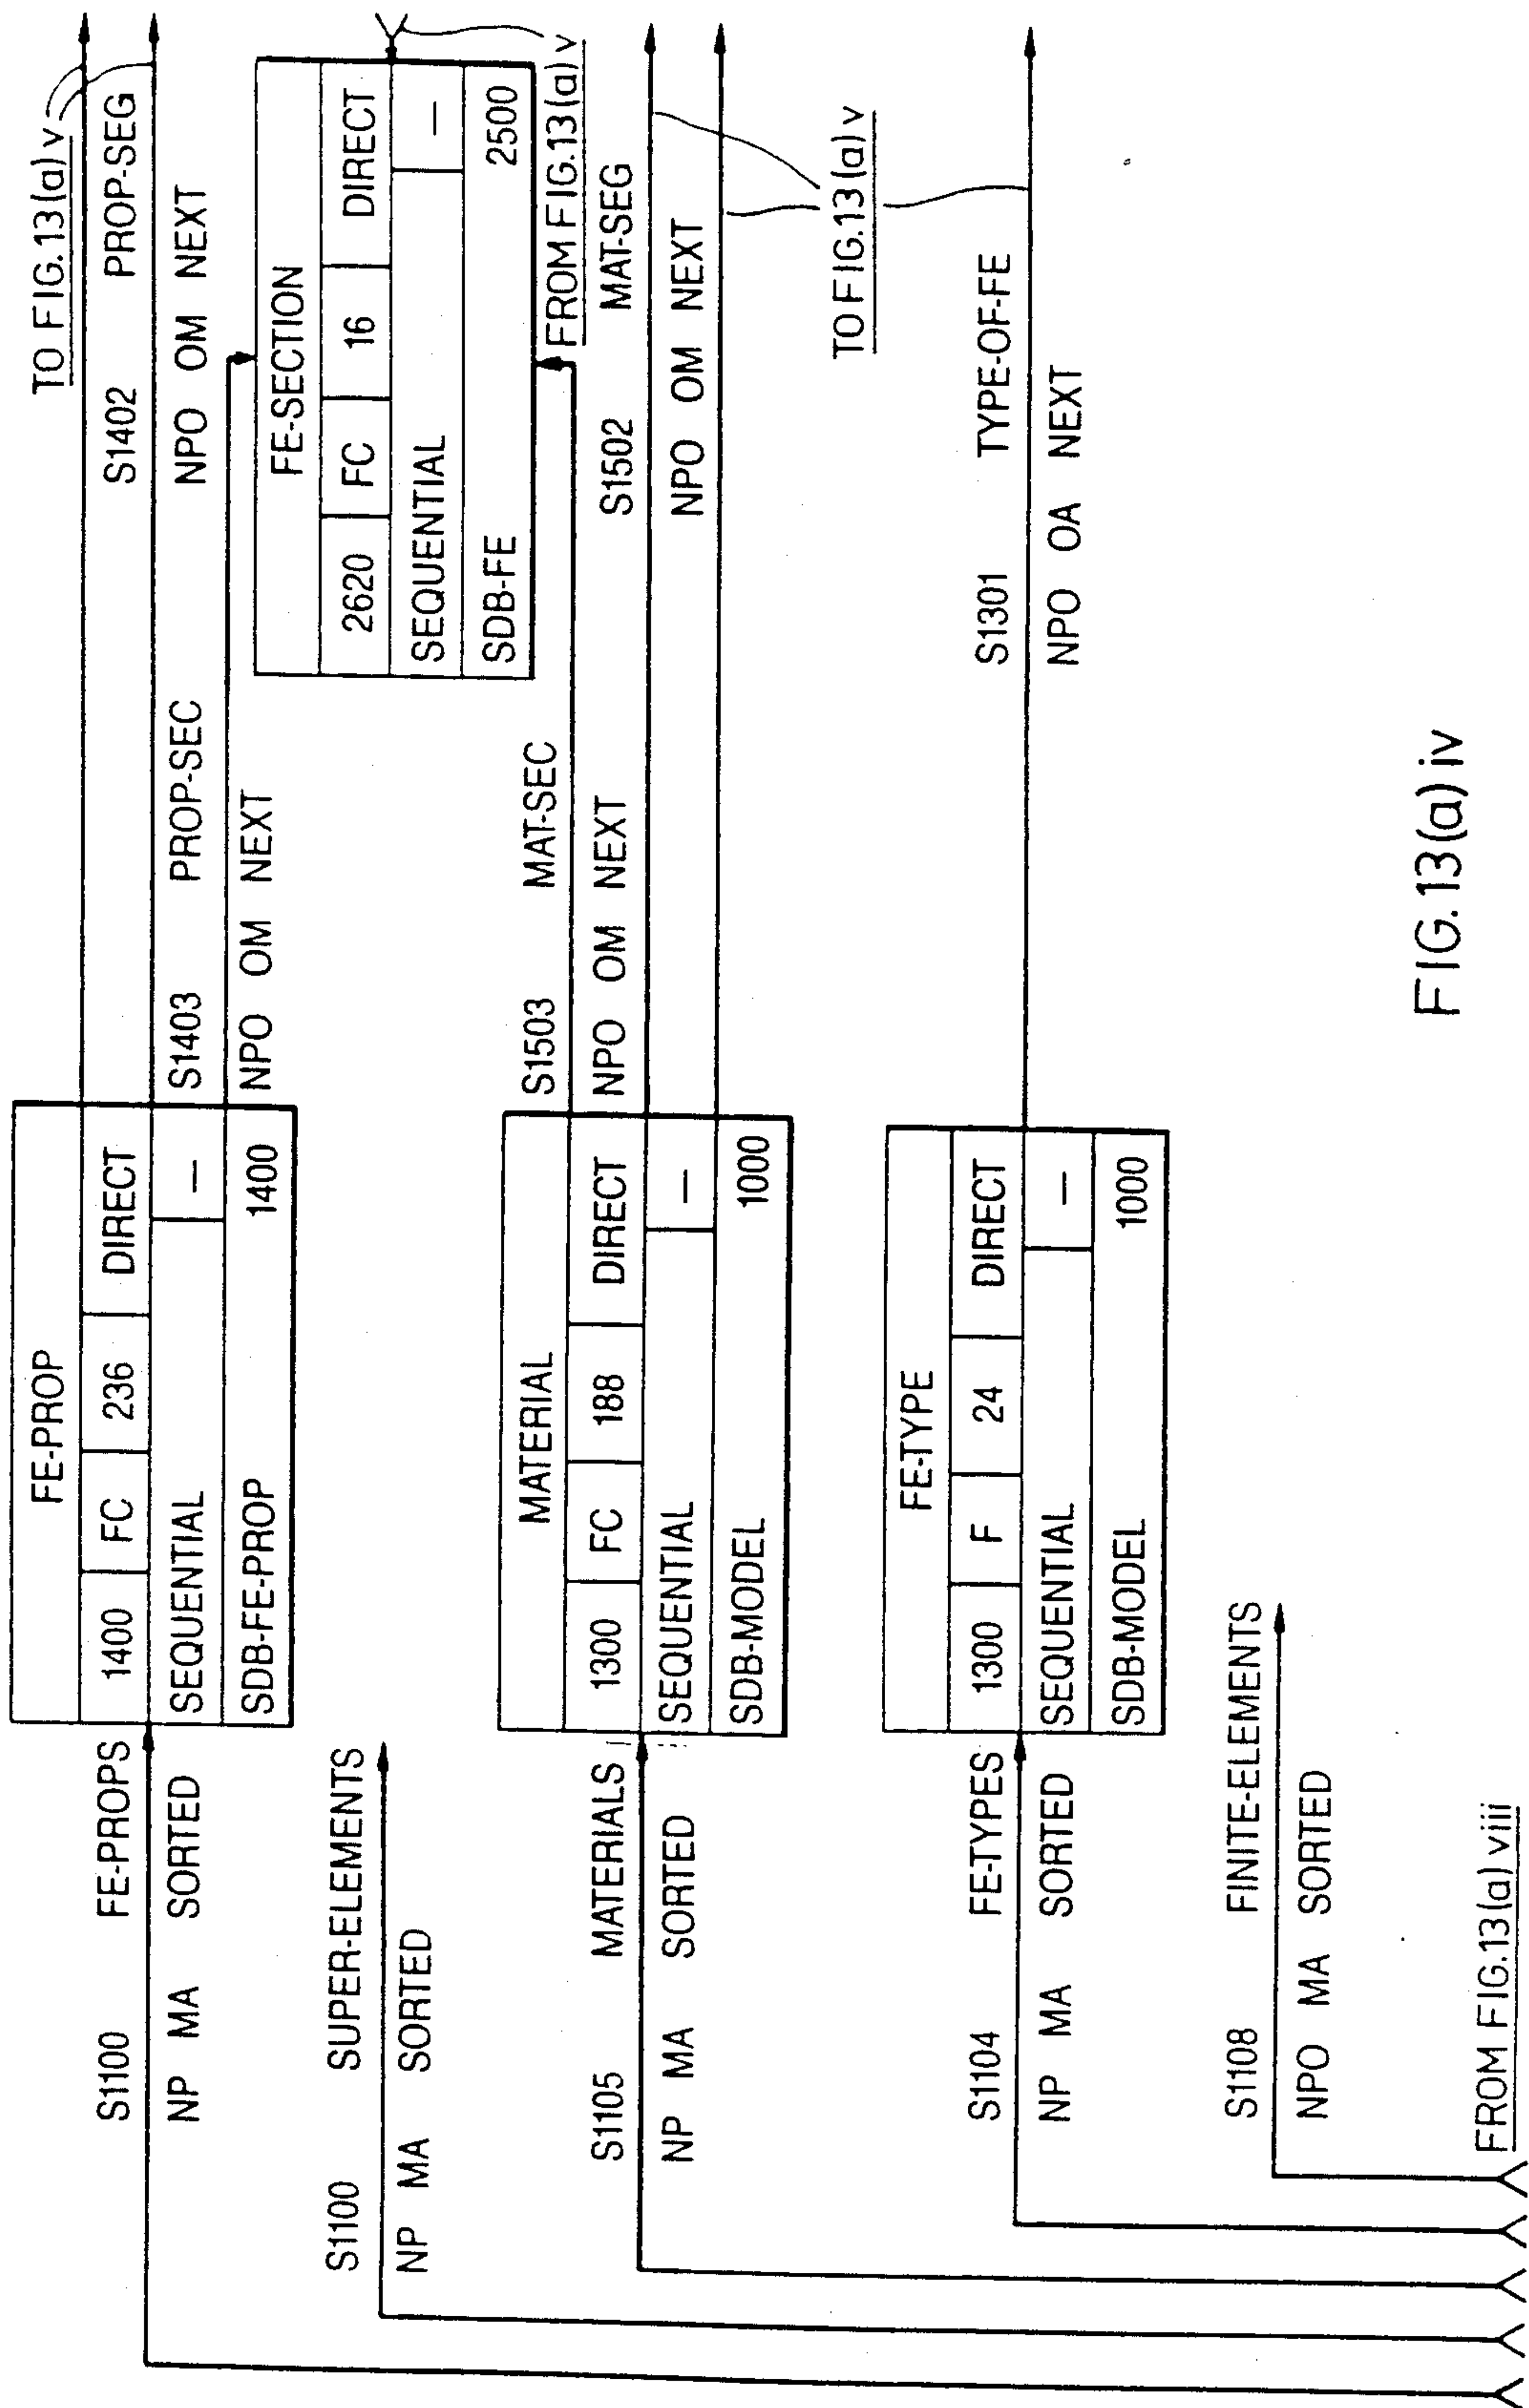 TO FIG.13(a) v
FE-PROP
1400 FC 236 DIRECT
SEQUENTIAL —
SDB-FE-PROP 1400
S1100 FE-PROPS
NP MA SORTED
S1402 PROP-SEG
NPO OM NEXT
S1403 PROP-SEC
NPO OM NEXT
FE-SECTION
2620 FC 16 DIRECT
SEQUENTIAL —
SDB-FE 2500
FROM FIG.13(a) v
S1100 SUPER-ELEMENTS
NP MA SORTED
S1503 MAT-SEC
NPO OM NEXT
S1502 MAT-SEG
NPO OM NEXT
MATERIAL
1300 FC 188 DIRECT
SEQUENTIAL —
SDB-MODEL 1000
S1105 MATERIALS
NP MA SORTED
TO FIG.13(a) v
FE-TYPE
1300 F 24 DIRECT
SEQUENTIAL —
SDB-MODEL 1000
S1104 FE-TYPES
NP MA SORTED
S1301 TYPE-OF-FE
NPO OA NEXT
S1108 FINITE-ELEMENTS
NPO MA SORTED
FROM FIG.13(a) viii
FIG. 13(a) iv